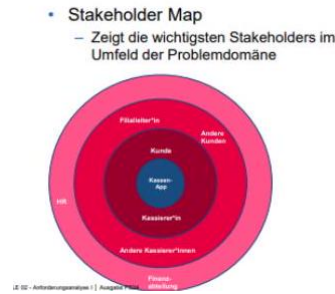 • Stakeholder Map
– Zeigt die wichtigsten Stakeholders im
Umfeld der Problemdomäne
Filialleiter*in
Andere
Kunden
Kunde
Kassen-
App
HR
Kassierer*in
Andere Kassierer*innen
Finanz-
abteilung
LE 02 - Anforderungsanalyse I | Ausgabe